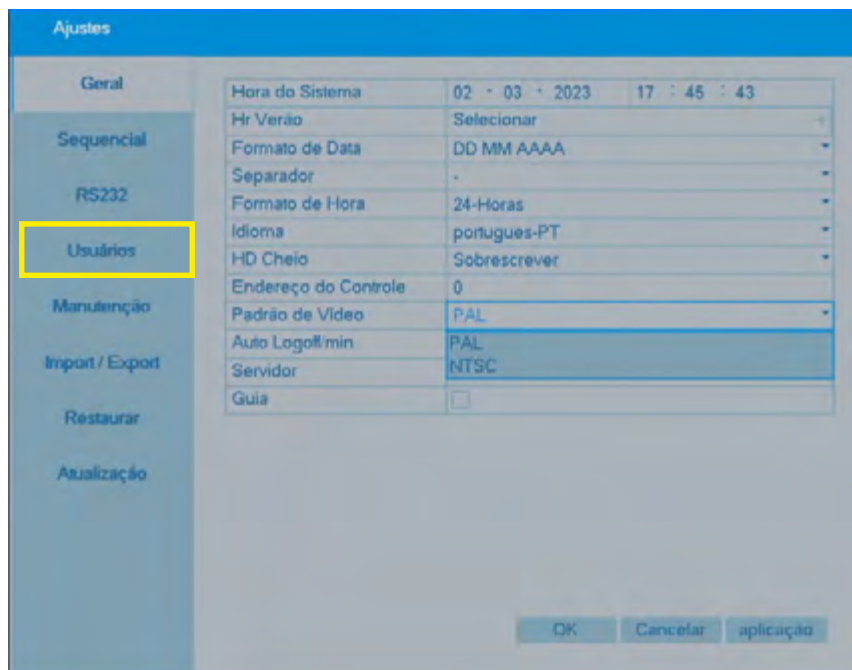 Ajustes
Geral
Sequencial
RS232
Usuários
Manutenção
Import / Export
Restaurar
Atualização
Hora do Sistema 02 - 03 - 2023 17 : 45 : 43
Hr Verão Selecionar
Formato de Data DD MM AAAA
Separador -
Formato de Hora 24-Horas
Idioma portugues-PT
HD Cheio Sobrescrever
Endereço do Controle 0
Padrão de Vídeo PAL
Auto Logoff/min PAL
Servidor NTSC
Guia
OK Cancelar aplicação